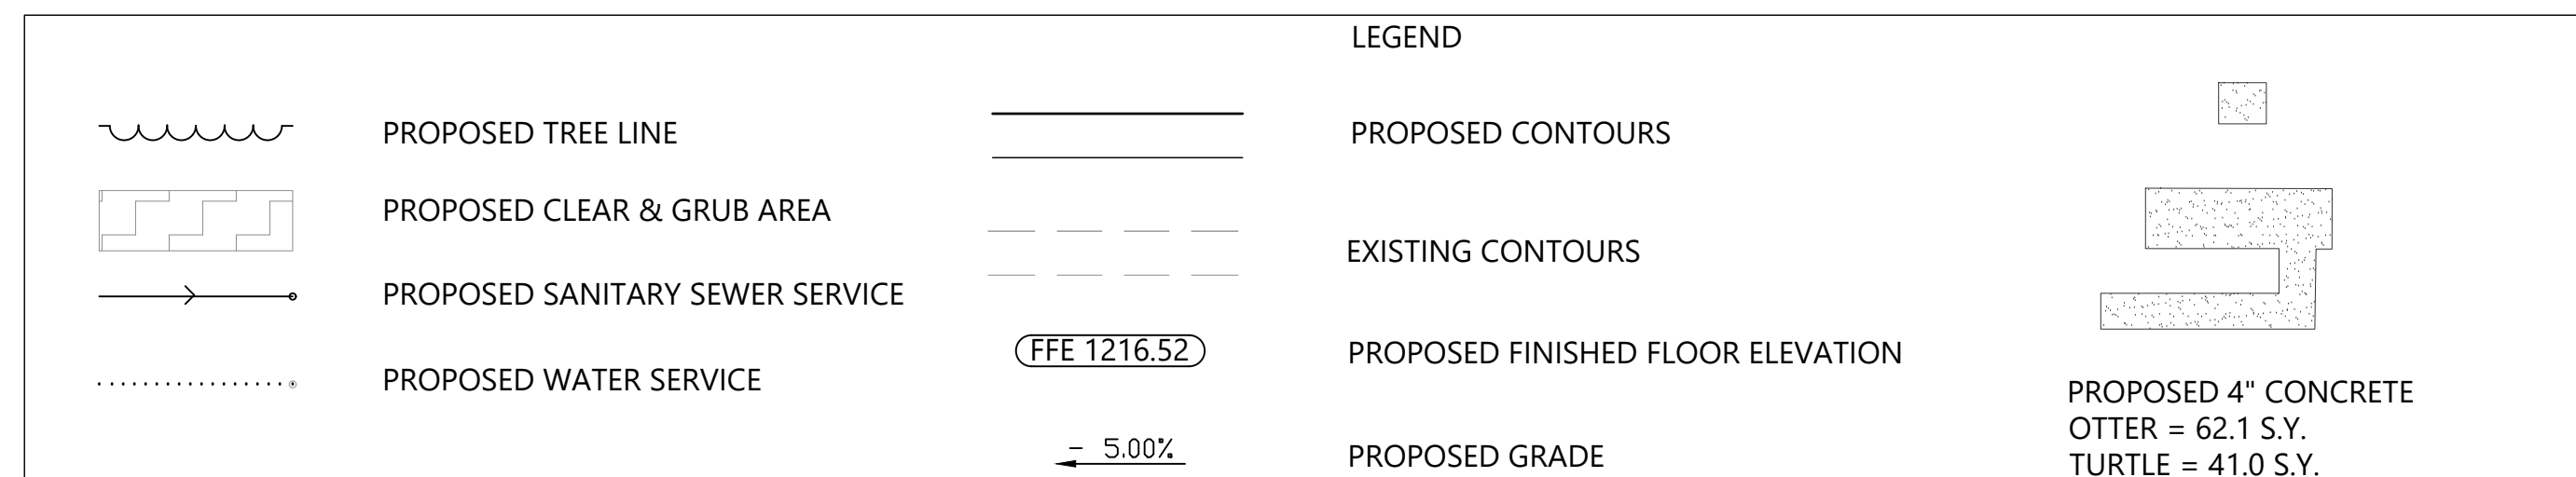 LEGEND
PROPOSED TREE LINE
PROPOSED CLEAR & GRUB AREA
PROPOSED SANITARY SEWER SERVICE
PROPOSED WATER SERVICE
PROPOSED CONTOURS
EXISTING CONTOURS
FFE 1216.52
PROPOSED FINISHED FLOOR ELEVATION
- 5.00%
PROPOSED GRADE
PROPOSED 4" CONCRETE
OTTER = 62.1 S.Y.
TURTLE = 41.0 S.Y.